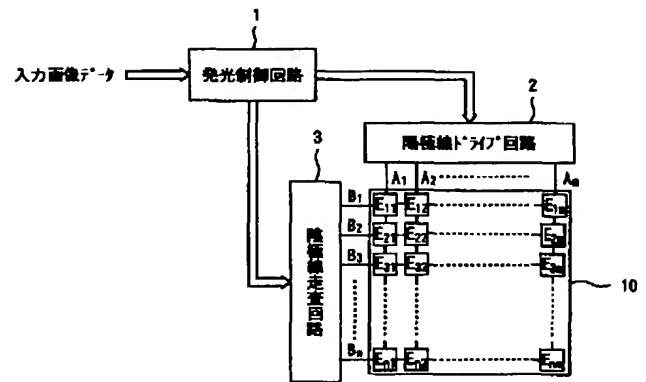 1
入力画像データ
発光制御回路
2
陽極線ドライブ回路
3
陰極線走査回路
A1 A2 Am
B1 E11 E12 E1m
B2 E21 E22 E2m
B3 E31 E32 E3m
10
Bn En1 En2 Enm